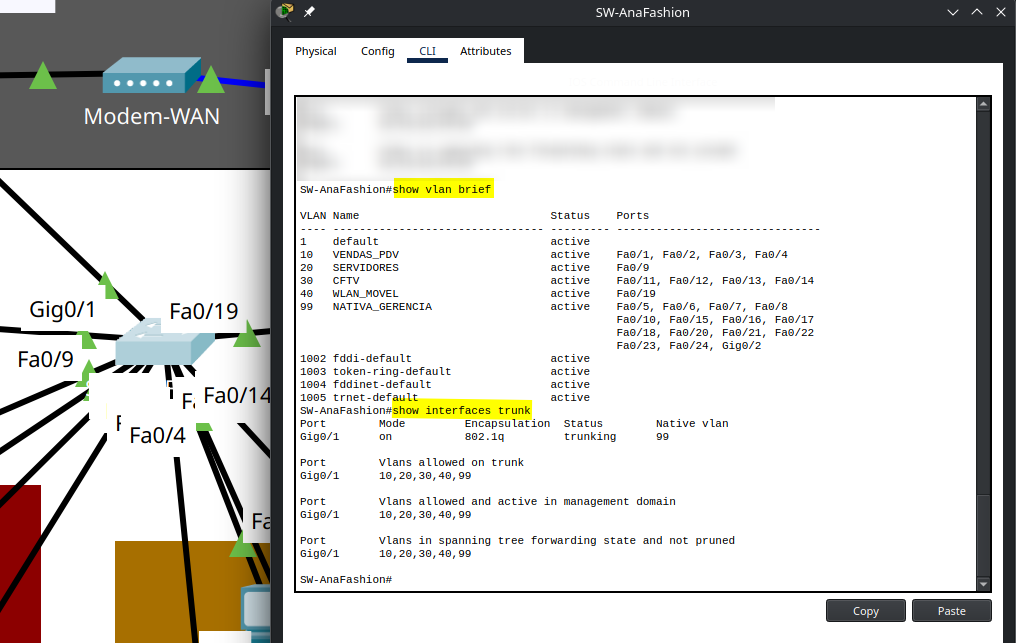 SW-AnaFashion
Physical Config CLI Attributes
Modem-WAN
SW-AnaFashion#show vlan brief
VLAN Name Status Ports
---- -------------------------------- --------- -------------------------------
1 default active
10 VENDAS_PDV active Fa0/1, Fa0/2, Fa0/3, Fa0/4
20 SERVIDORES active Fa0/9
30 CFTV active Fa0/11, Fa0/12, Fa0/13, Fa0/14
40 WLAN_MOVEL active Fa0/19
99 NATIVA_GERENCIA active Fa0/5, Fa0/6, Fa0/7, Fa0/8
Fa0/10, Fa0/15, Fa0/16, Fa0/17
Fa0/18, Fa0/20, Fa0/21, Fa0/22
Fa0/23, Fa0/24, Gig0/2
1002 fddi-default active
1003 token-ring-default active
1004 fddinet-default active
1005 trnet-default active
SW-AnaFashion#show interfaces trunk
Port Mode Encapsulation Status Native vlan
Gig0/1 on 802.1q trunking 99
Port Vlans allowed on trunk
Gig0/1 10,20,30,40,99
Port Vlans allowed and active in management domain
Gig0/1 10,20,30,40,99
Port Vlans in spanning tree forwarding state and not pruned
Gig0/1 10,20,30,40,99
SW-AnaFashion#
Copy Paste
Gig0/1
Fa0/19
Fa0/9
Fa0/14
Fa0/4